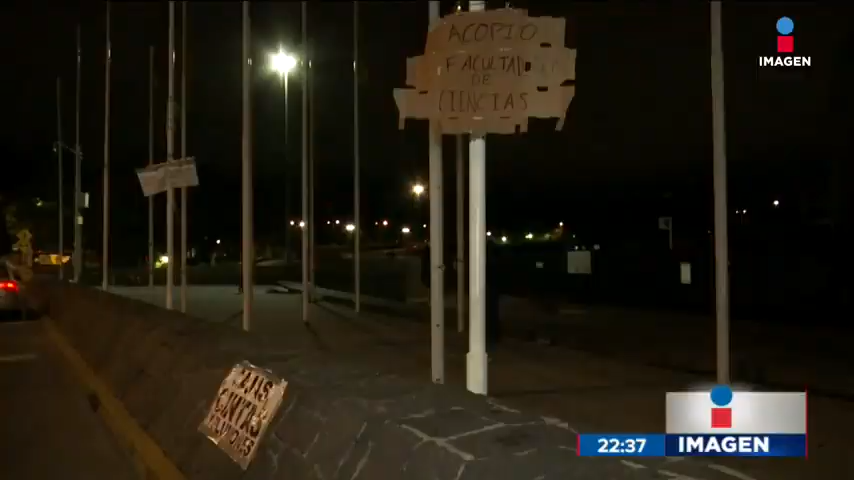 ACOPIO
FACULTAD
DE
CIENCIAS
IMAGEN
22:37
IMAGEN